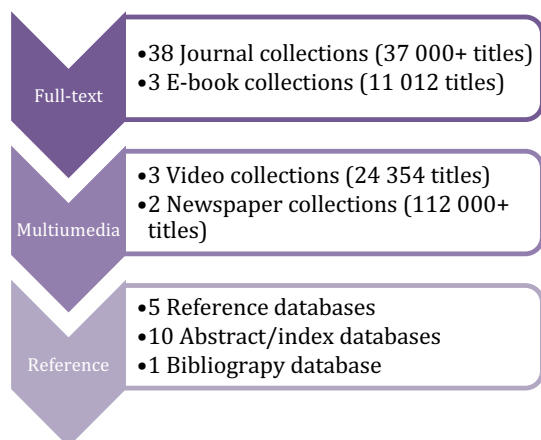 Full-text
•38 Journal collections (37 000+ titles)
•3 E-book collections (11 012 titles)
Multiumedia
•3 Video collections (24 354 titles)
•2 Newspaper collections (112 000+
titles)
Reference
•5 Reference databases
•10 Abstract/index databases
•1 Bibliograpy database